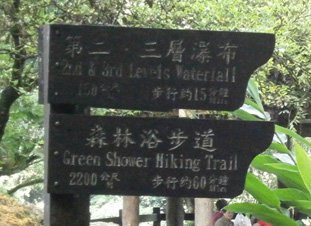 第二、三層瀑布
2nd & 3rd Levels Waterfall
150公尺 步行約15分鐘
森林浴步道
Green Shower Hiking Trail
2200公尺 步行約60分鐘